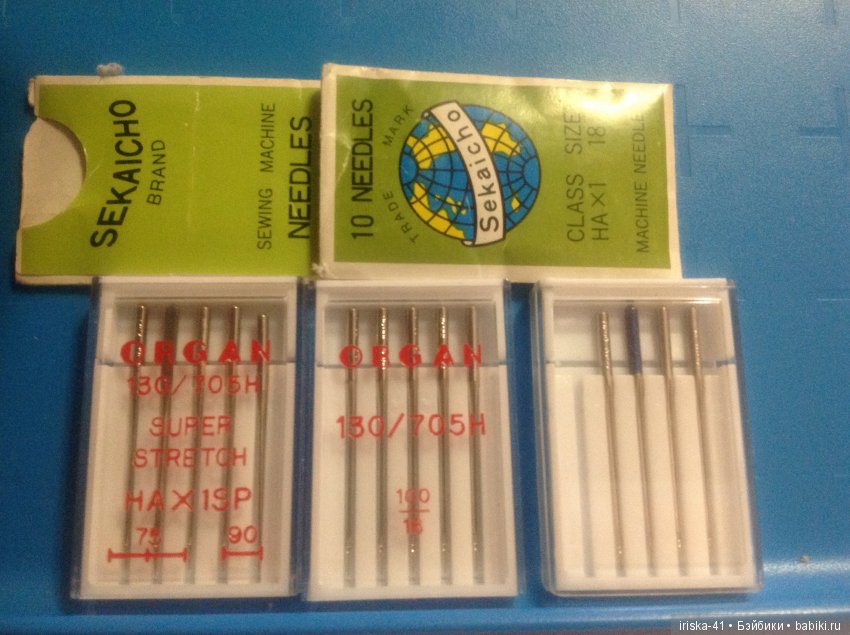 SEKAICHO
BRAND
SEWING MACHINE
NEEDLES
10 NEEDLES
TRADE MARK
Sekaicho
CLASS SIZE
HA×1 18
MACHINE NEEDLE
ORGAN
130/705H
SUPER
STRETCH
HA×1SP
75 90
ORGAN
130/705H
100
16
iriska-41 • Бэйбики • babiki.ru